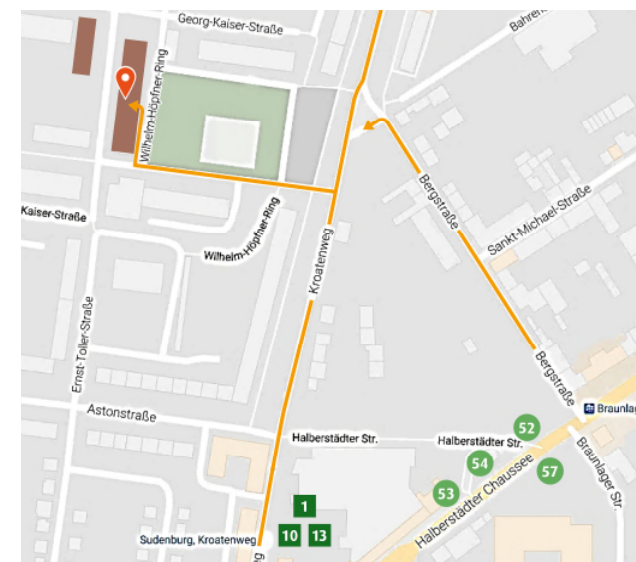 Georg-Kaiser-Straße
Wilhelm-Höpfner-Ring
Bergstraße
Sankt-Michael-Straße
Kaiser-Straße
Wilhelm-Höpfner-Ring
Kroatenweg
Ernst-Toller-Straße
Bergstraße
Astonstraße
Halberstädter Str.
Halberstädter Str.
52
54
57
53
Braunlager Str.
Halberstädter Chaussee
1
10
13
Sudenburg, Kroatenweg